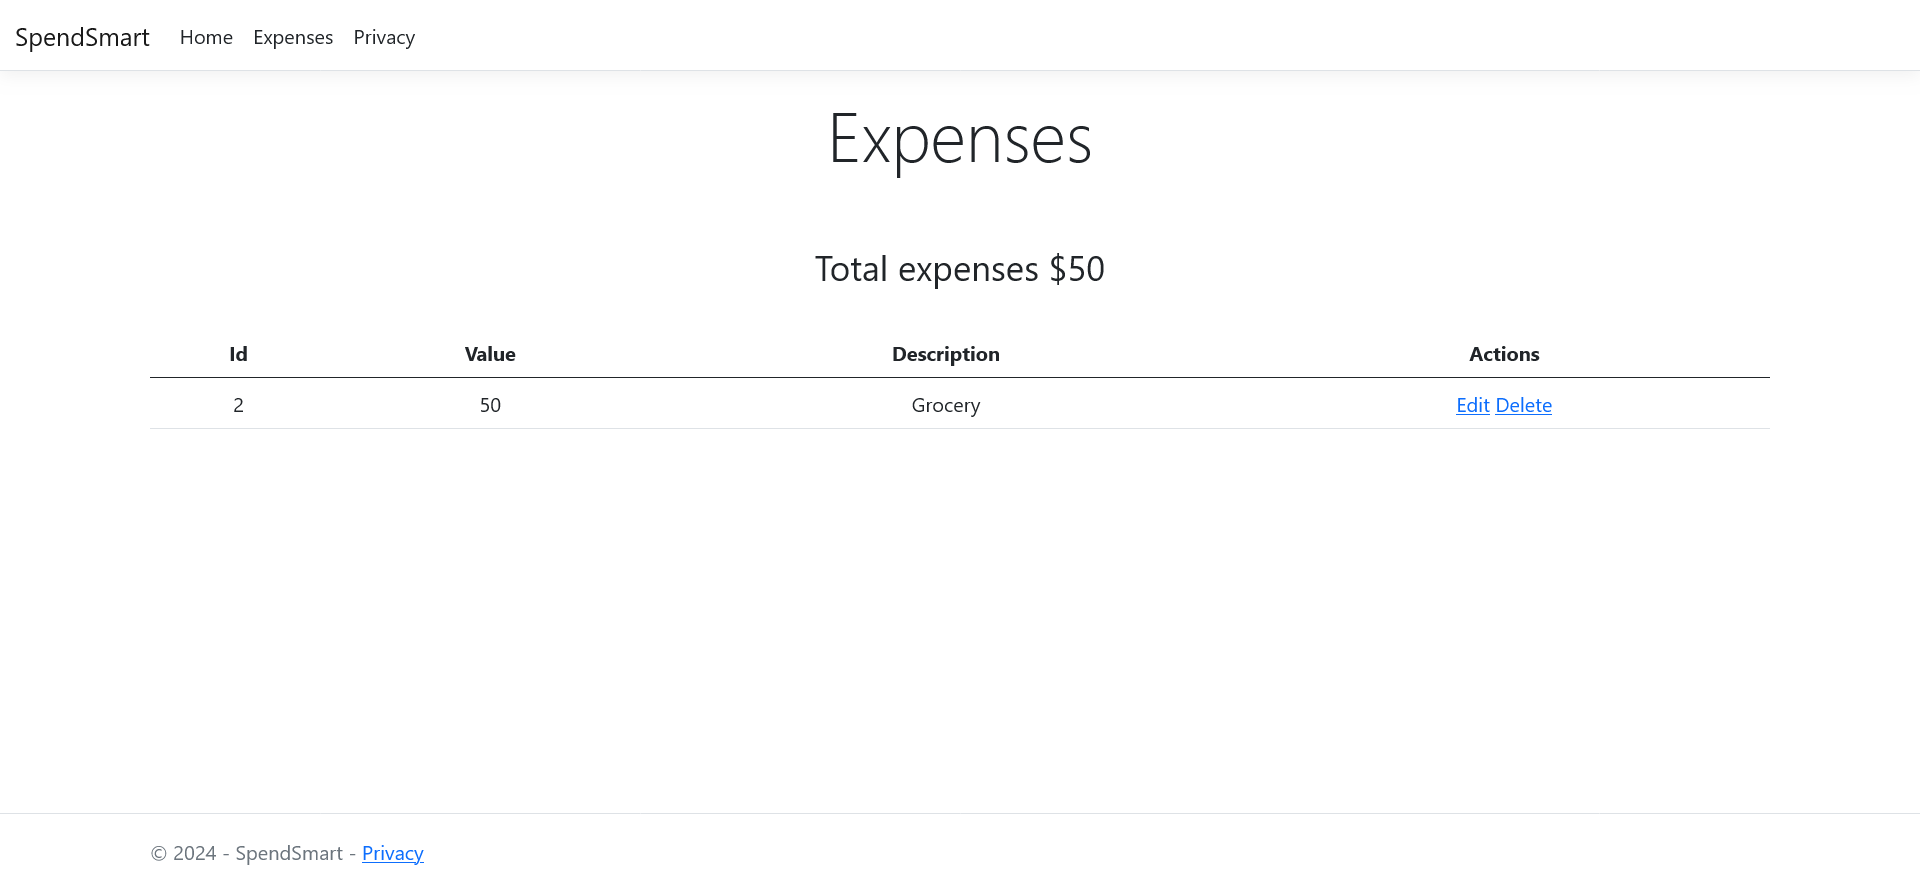 SpendSmart Home Expenses Privacy
Expenses
Total expenses $50
Id Value Description Actions
2 50 Grocery Edit Delete
© 2024 - SpendSmart - Privacy